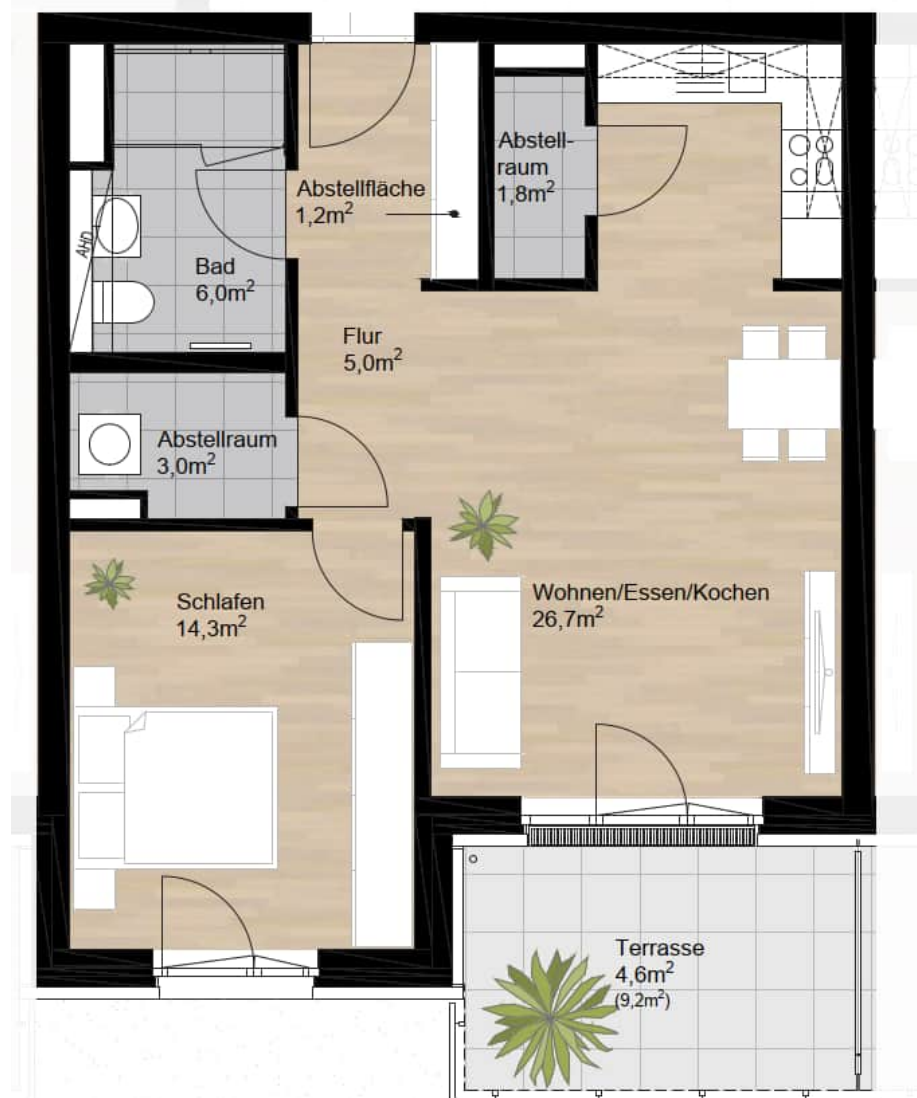 Abstell-
raum
1,8m²
Abstellfläche
1,2m²
AHD
Bad
6,0m²
Flur
5,0m²
Abstellraum
3,0m²
Schlafen
14,3m²
Wohnen/Essen/Kochen
26,7m²
Terrasse
4,6m²
(9,2m²)